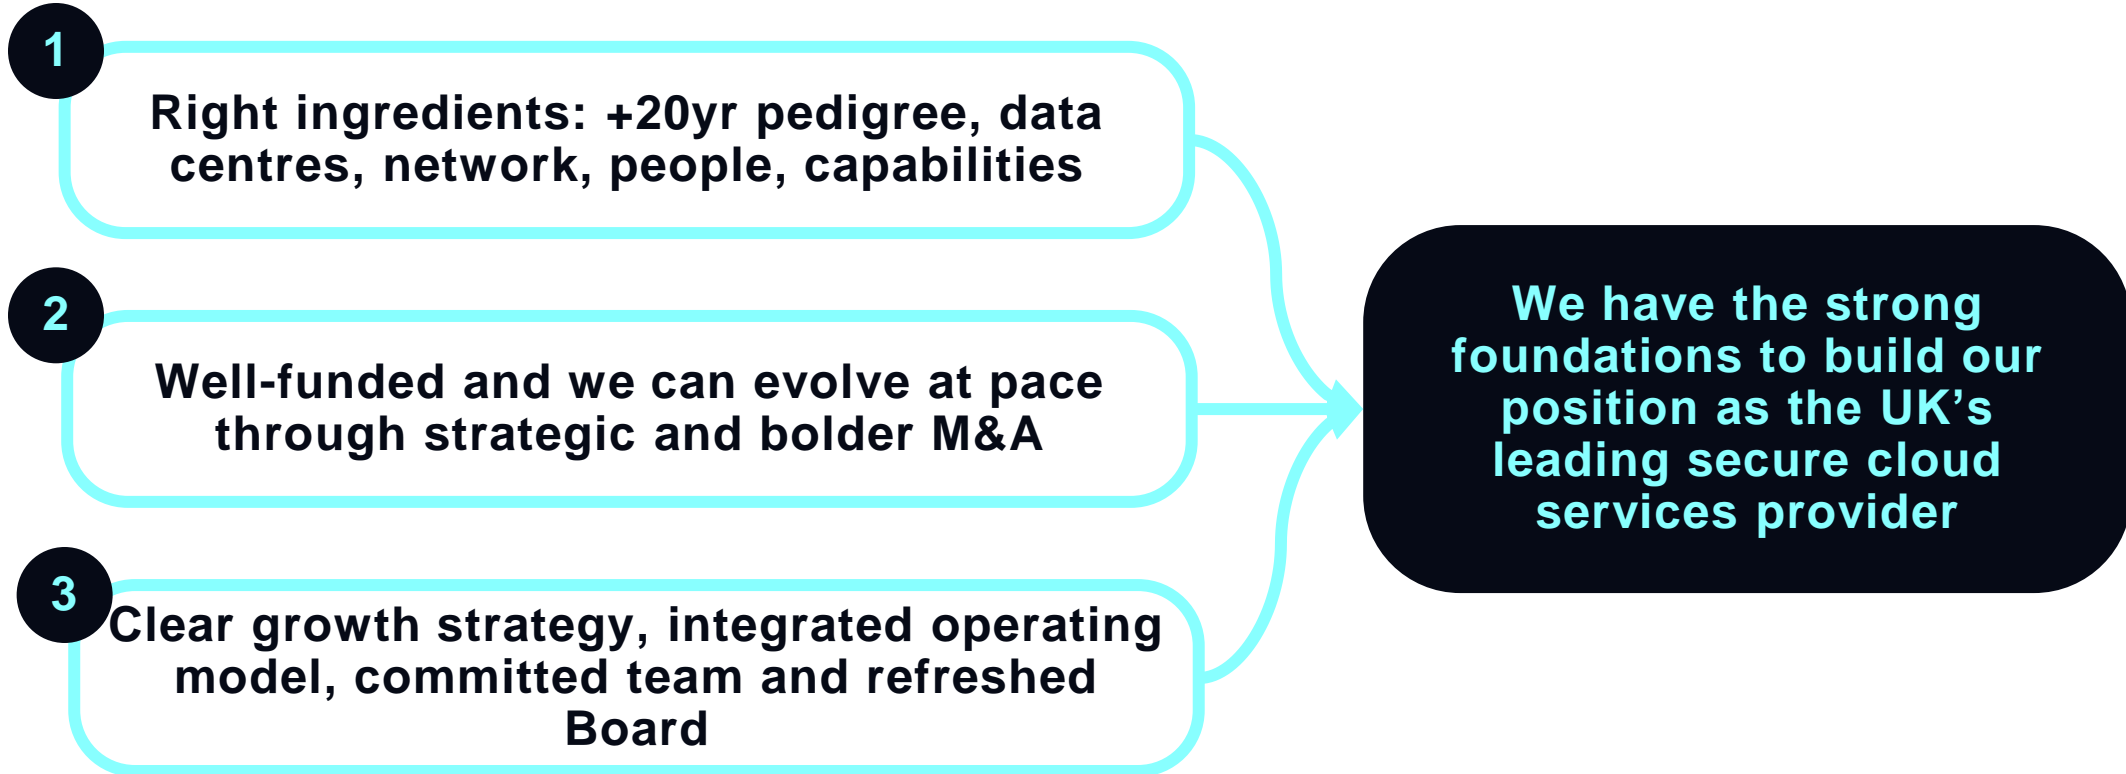 1
Right ingredients: +20yr pedigree, data
centres, network, people, capabilities
2
Well-funded and we can evolve at pace
through strategic and bolder M&A
3
Clear growth strategy, integrated operating
model, committed team and refreshed
Board
We have the strong
foundations to build our
position as the UK’s
leading secure cloud
services provider